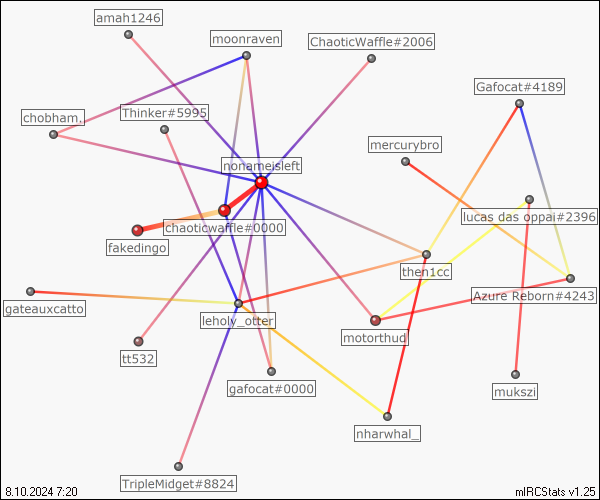 amah1246
moonraven
ChaoticWaffle#2006
Gafocat#4189
chobham.
Thinker#5995
mercurybro
nonameisleft
lucas das oppai#2396
chaoticwaffle#0000
fakedingo
then1cc
Azure Reborn#4243
gateauxcatto
leholy_otter
motorthud
tt532
gafocat#0000
mukszi
nharwhal_
TripleMidget#8824
8.10.2024 7:20
mIRCStats v1.25